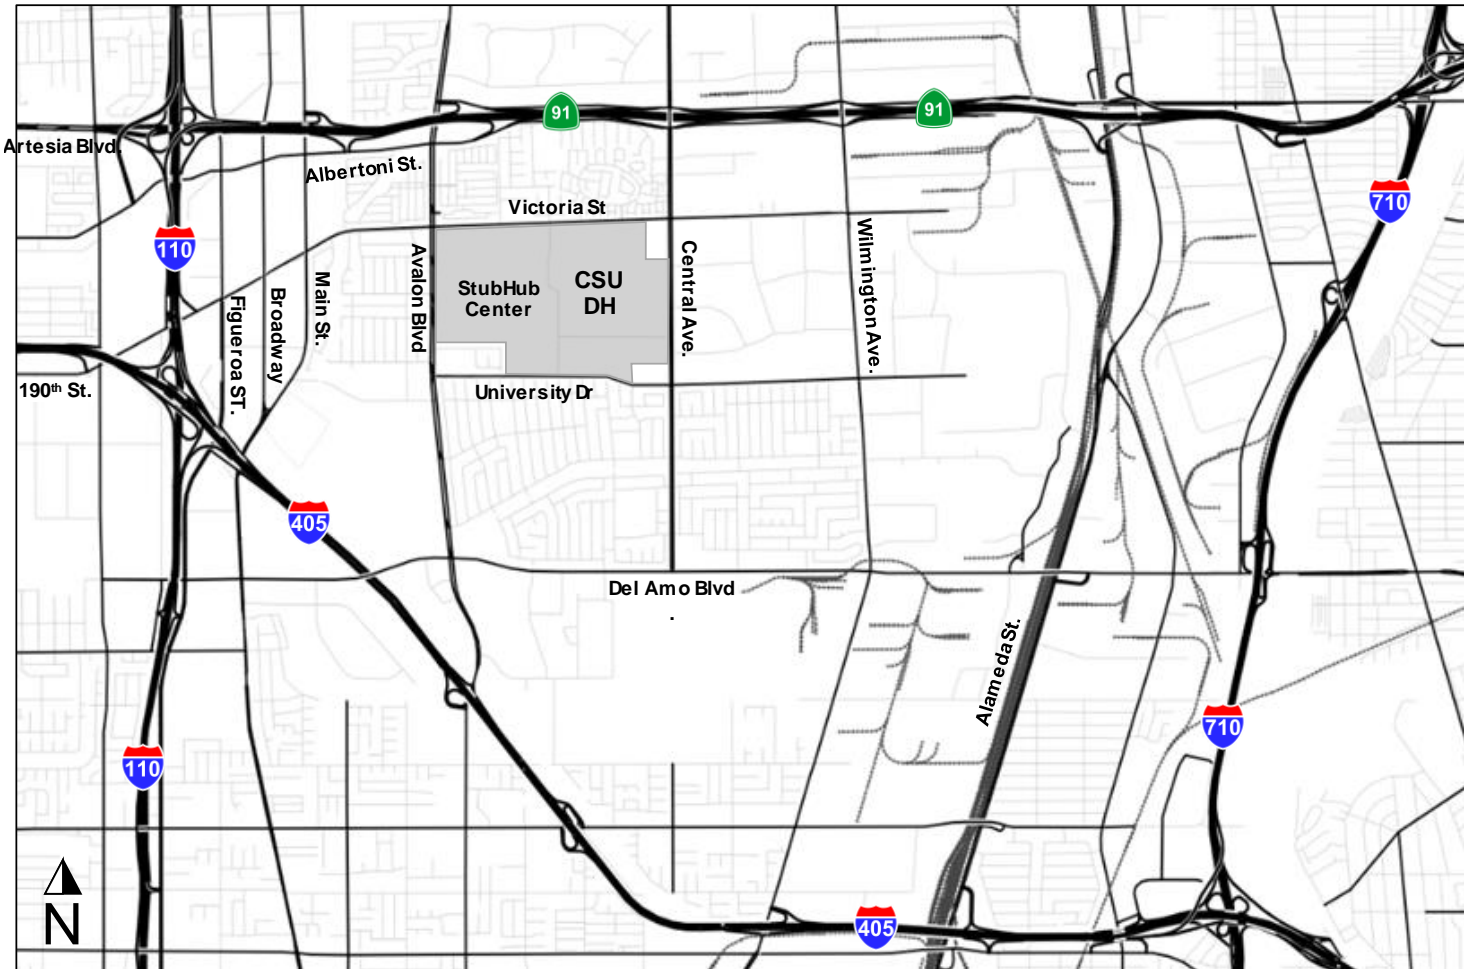 91
91
Artesia Blvd.
Albertoni St.
710
Victoria St
110
Avalon Blvd
StubHub
Center
CSU
DH
Central Ave.
Wilmington Ave.
Figueroa ST.
Broadway
Main St.
190th St.
University Dr
405
Del Amo Blvd
.
Alameda St.
710
110
405
N